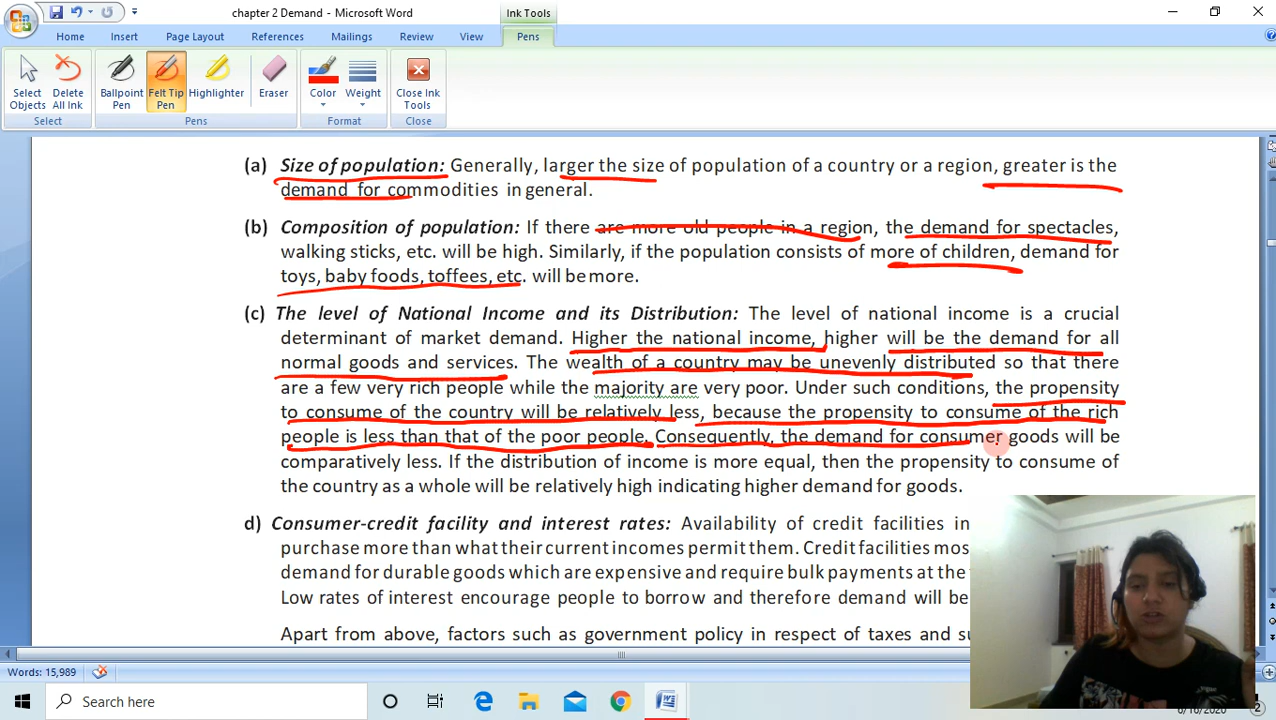 chapter 2 Demand - Microsoft Word
Ink Tools
Home Insert Page Layout References Mailings Review View Pens
Select Objects
Delete All Ink
Ballpoint Pen
Felt Tip Pen
Highlighter
Eraser
Color
Weight
Close Ink Tools
Select Pens Format Close
(a) Size of population: Generally, larger the size of population of a country or a region, greater is the
demand for commodities in general.
(b) Composition of population: If there are more old people in a region, the demand for spectacles,
walking sticks, etc. will be high. Similarly, if the population consists of more of children, demand for
toys, baby foods, toffees, etc. will be more.
(c) The level of National Income and its Distribution: The level of national income is a crucial
determinant of market demand. Higher the national income, higher will be the demand for all
normal goods and services. The wealth of a country may be unevenly distributed so that there
are a few very rich people while the majority are very poor. Under such conditions, the propensity
to consume of the country will be relatively less, because the propensity to consume of the rich
people is less than that of the poor people. Consequently, the demand for consumer goods will be
comparatively less. If the distribution of income is more equal, then the propensity to consume of
the country as a whole will be relatively high indicating higher demand for goods.
d) Consumer-credit facility and interest rates: Availability of credit facilities in
purchase more than what their current incomes permit them. Credit facilities mos
demand for durable goods which are expensive and require bulk payments at the
Low rates of interest encourage people to borrow and therefore demand will be
Apart from above, factors such as government policy in respect of taxes and su
Words: 15,989
Search
6/16/2020
2